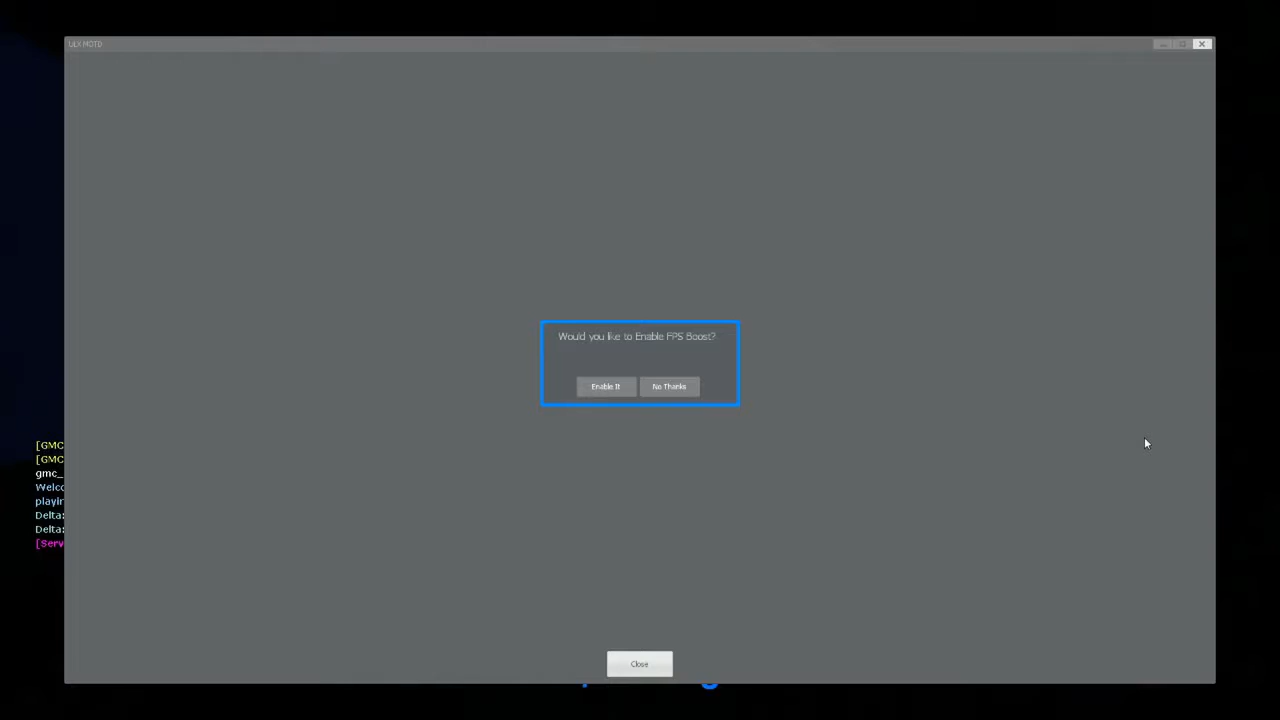 ULX MOTD
Would you like to Enable FPS Boost?
Enable It
No Thanks
[GMC
[GMC
gmc_
Welco
playin
Delta:
Delta:
[Serv
Close